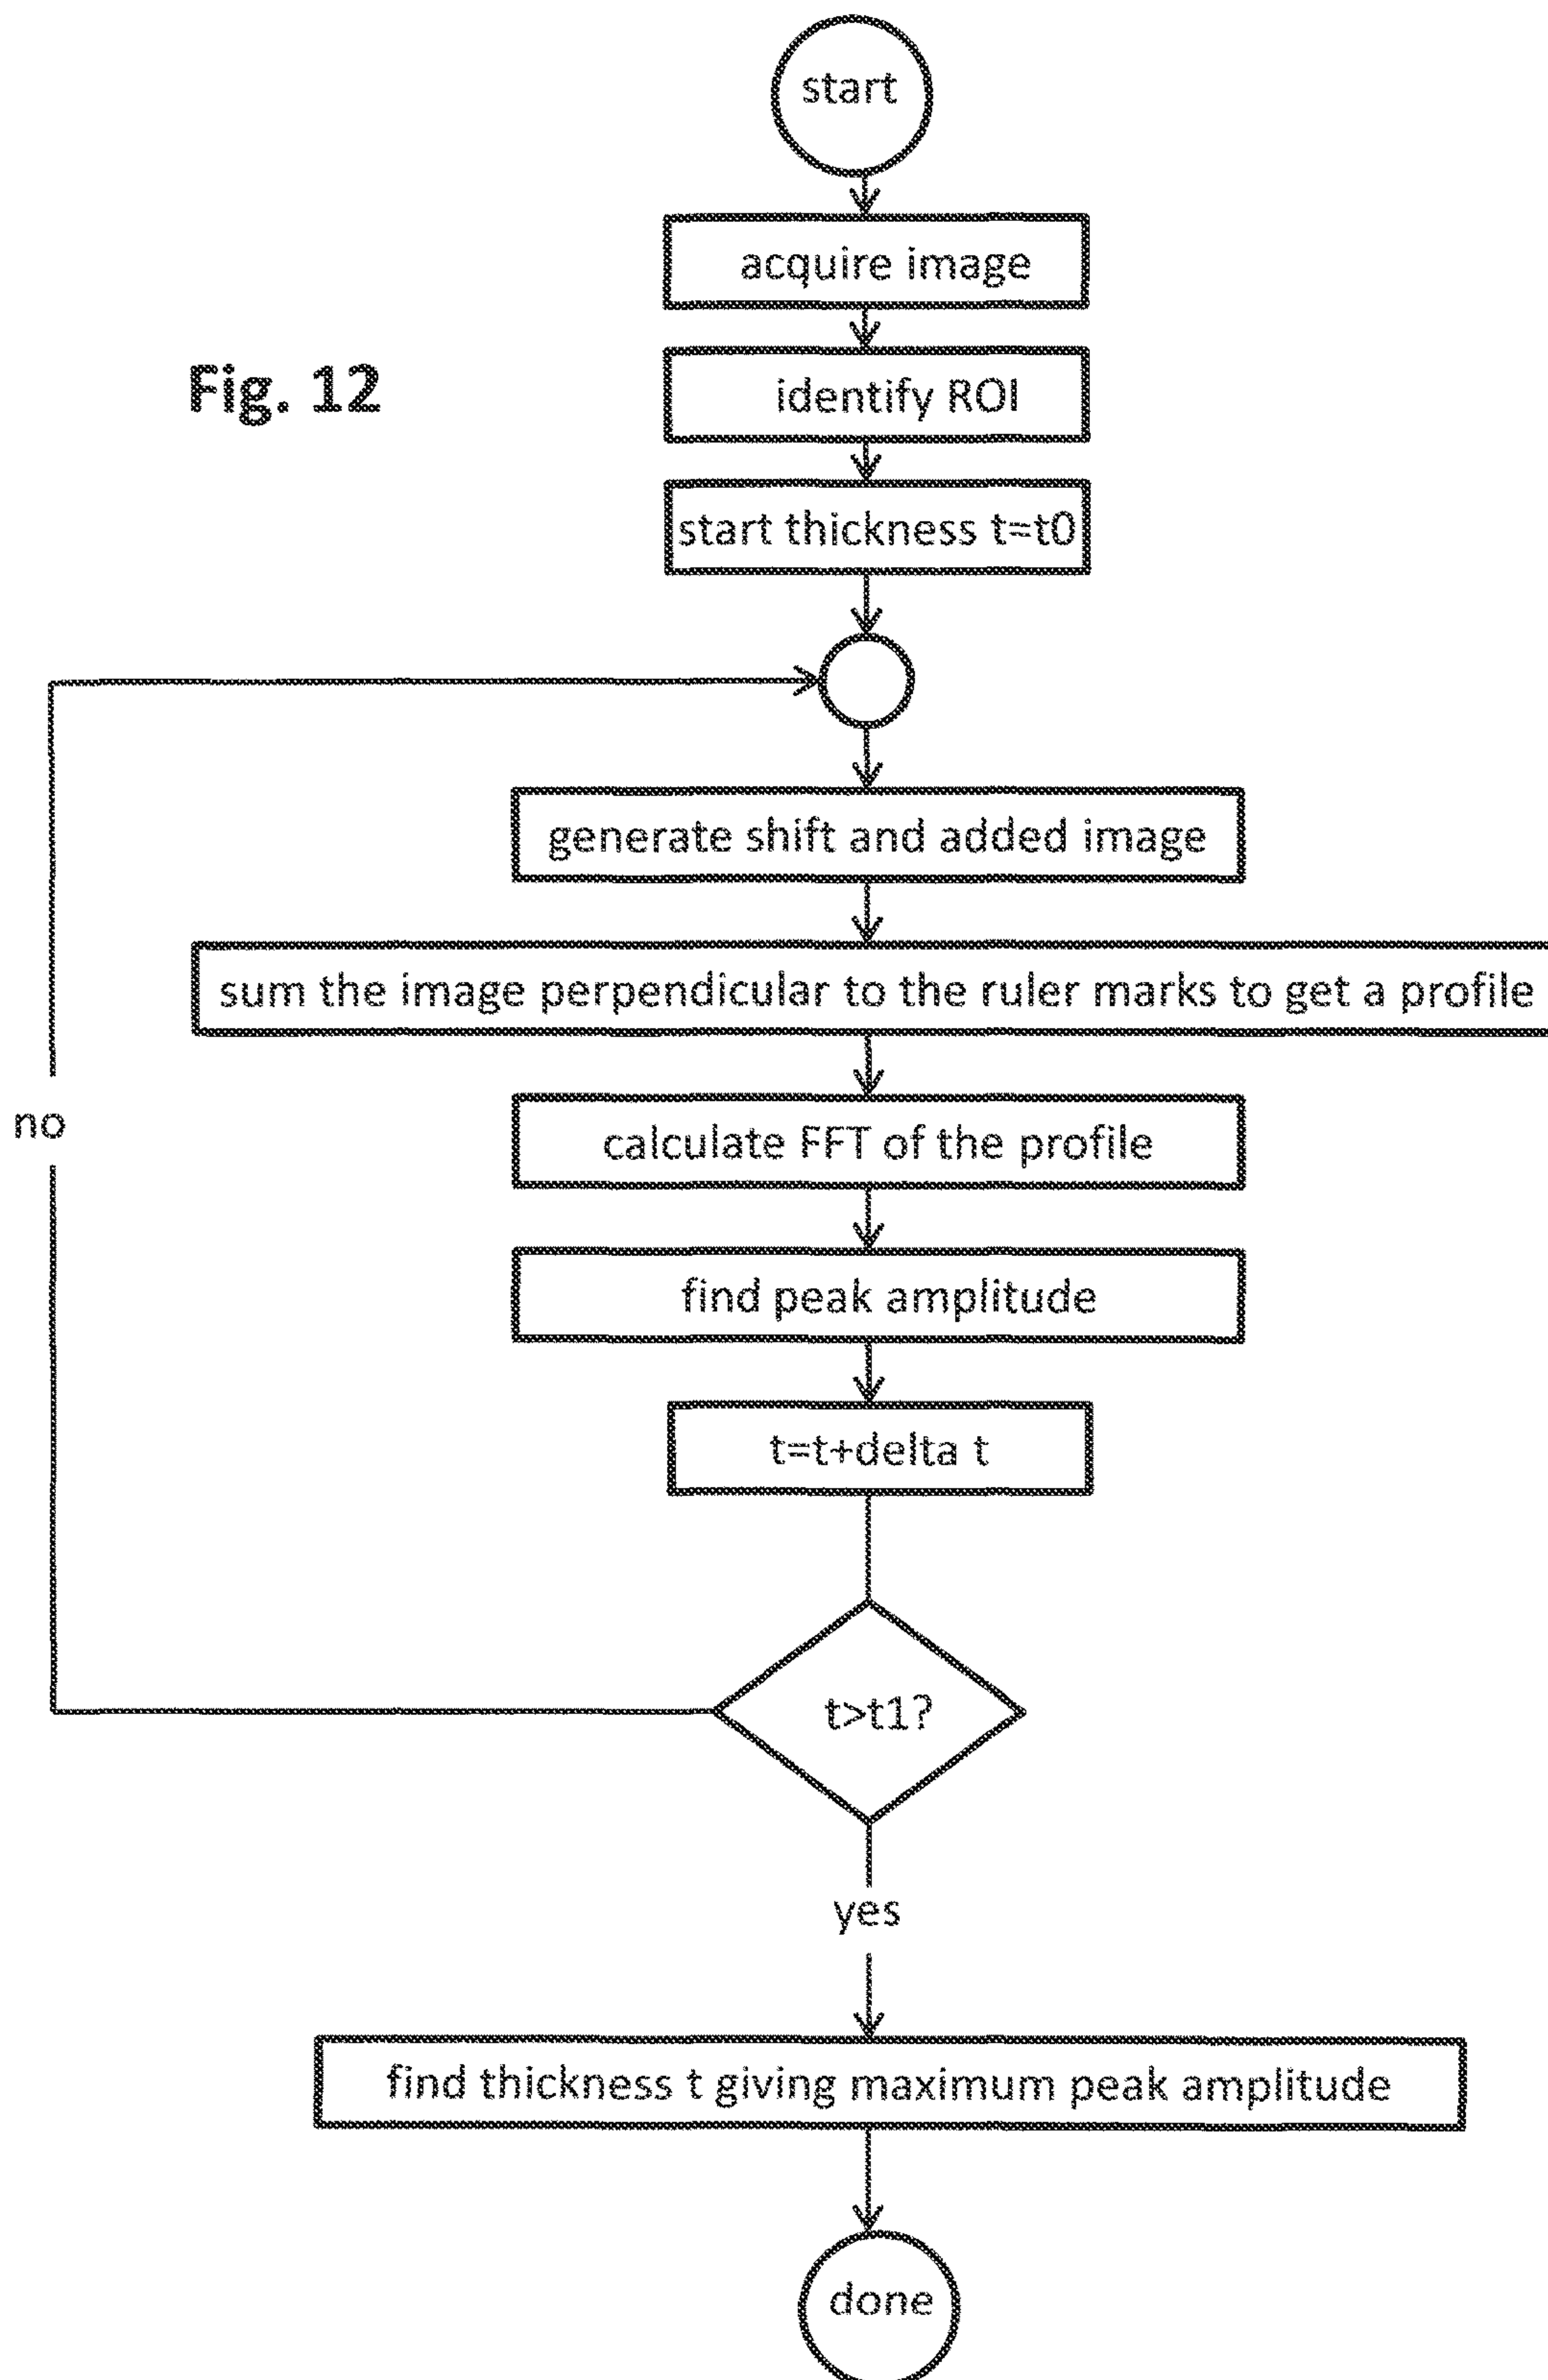 start
acquire image
Fig. 12
identify ROI
start thickness t=t0
generate shift and added image
sum the image perpendicular to the ruler marks to get a profile
no
calculate FFT of the profile
find peak amplitude
t=t+delta t
t>t1?
yes
find thickness t giving maximum peak amplitude
done